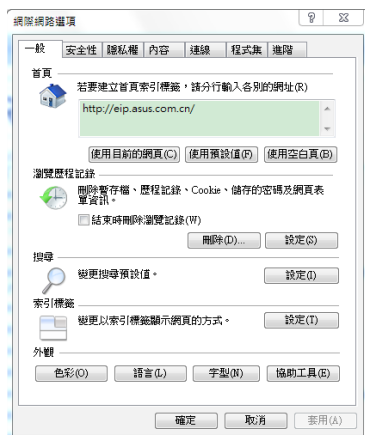 網際網路選項
一般 安全性 隱私權 內容 連線 程式集 進階
首頁
若要建立首頁索引標籤，請分行輸入各別的網址(R)
http://eip.asus.com.cn/
使用目前的網頁(C) 使用預設值(F) 使用空白頁(B)
瀏覽歷程記錄
刪除暫存檔、歷程記錄、Cookie、儲存的密碼及網頁表
單資訊。
結束時刪除瀏覽記錄(W)
刪除(D)... 設定(S)
搜尋
變更搜尋預設值。 設定(I)
索引標籤
變更以索引標籤顯示網頁的方式。 設定(T)
外觀
色彩(O) 語言(L) 字型(N) 協助工具(E)
確定 取消 套用(A)